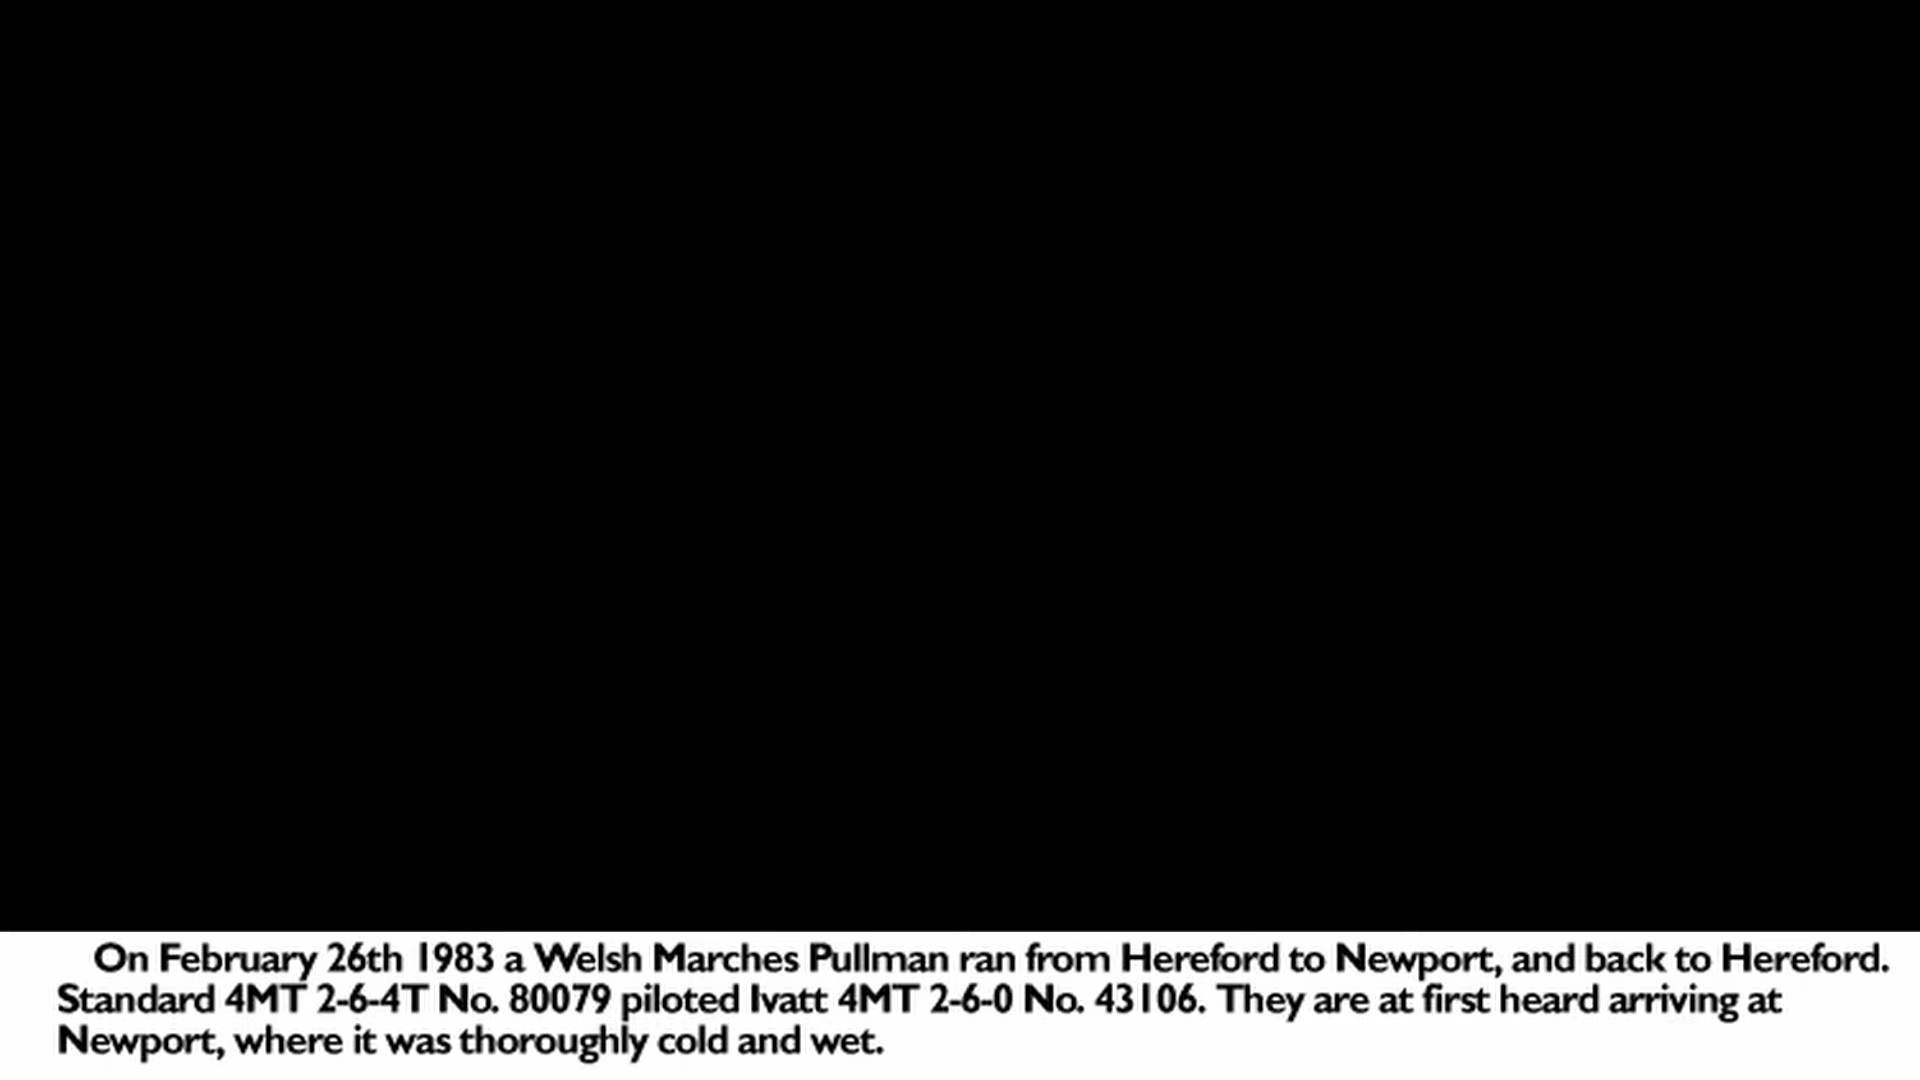 On February 26th 1983 a Welsh Marches Pullman ran from Hereford to Newport, and back to Hereford.
Standard 4MT 2-6-4T No. 80079 piloted Ivatt 4MT 2-6-0 No. 43106. They are at first heard arriving at
Newport, where it was thoroughly cold and wet.